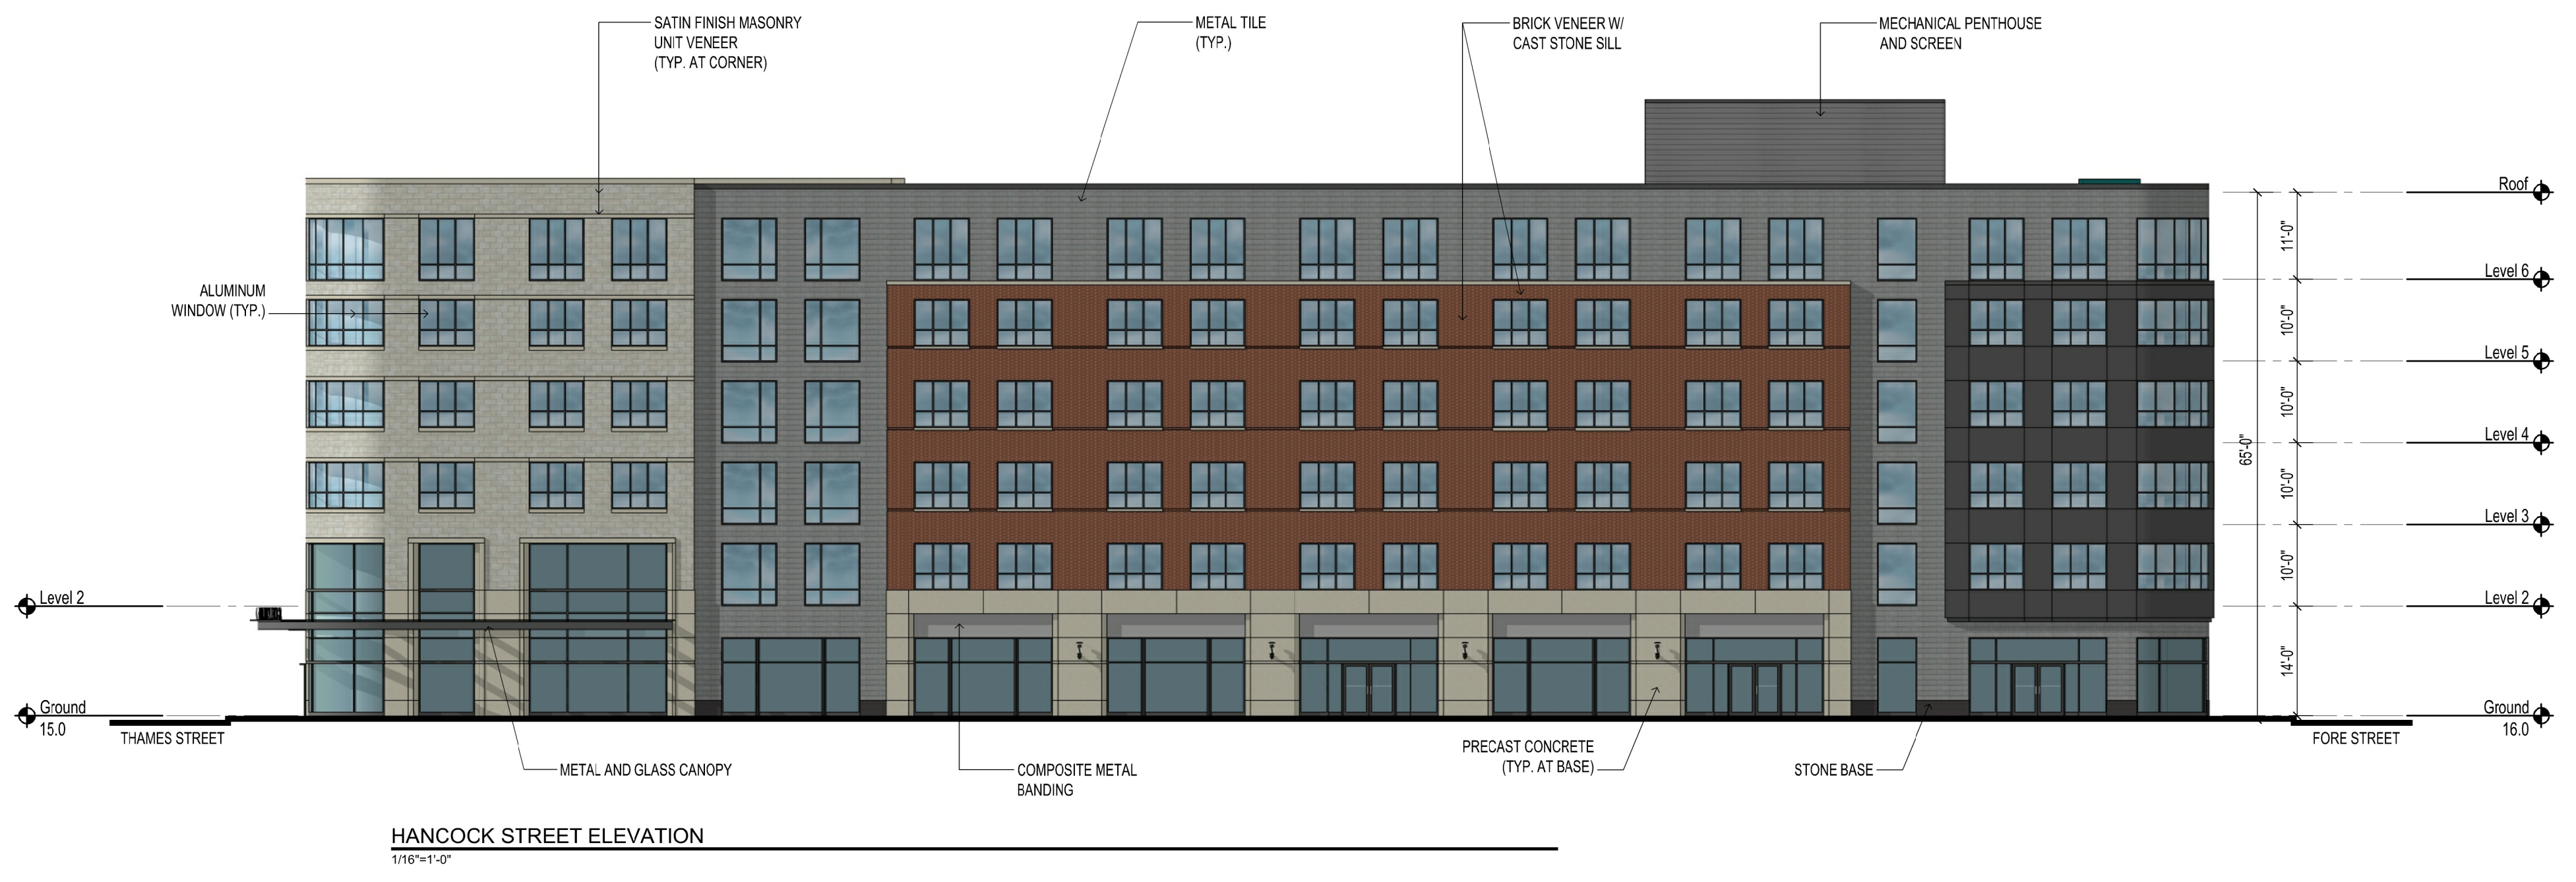 SATIN FINISH MASONRY
UNIT VENEER
(TYP. AT CORNER)
METAL TILE
(TYP.)
BRICK VENEER W/
CAST STONE SILL
MECHANICAL PENTHOUSE
AND SCREEN
ALUMINUM
WINDOW (TYP.)
Roof
11'-0"
Level 6
10'-0"
Level 5
10'-0"
Level 4
65'-0"
10'-0"
Level 3
10'-0"
Level 2
Level 2
14'-0"
Ground
15.0
Ground
16.0
THAMES STREET
FORE STREET
METAL AND GLASS CANOPY
COMPOSITE METAL
BANDING
PRECAST CONCRETE
(TYP. AT BASE)
STONE BASE
HANCOCK STREET ELEVATION
1/16"=1'-0"